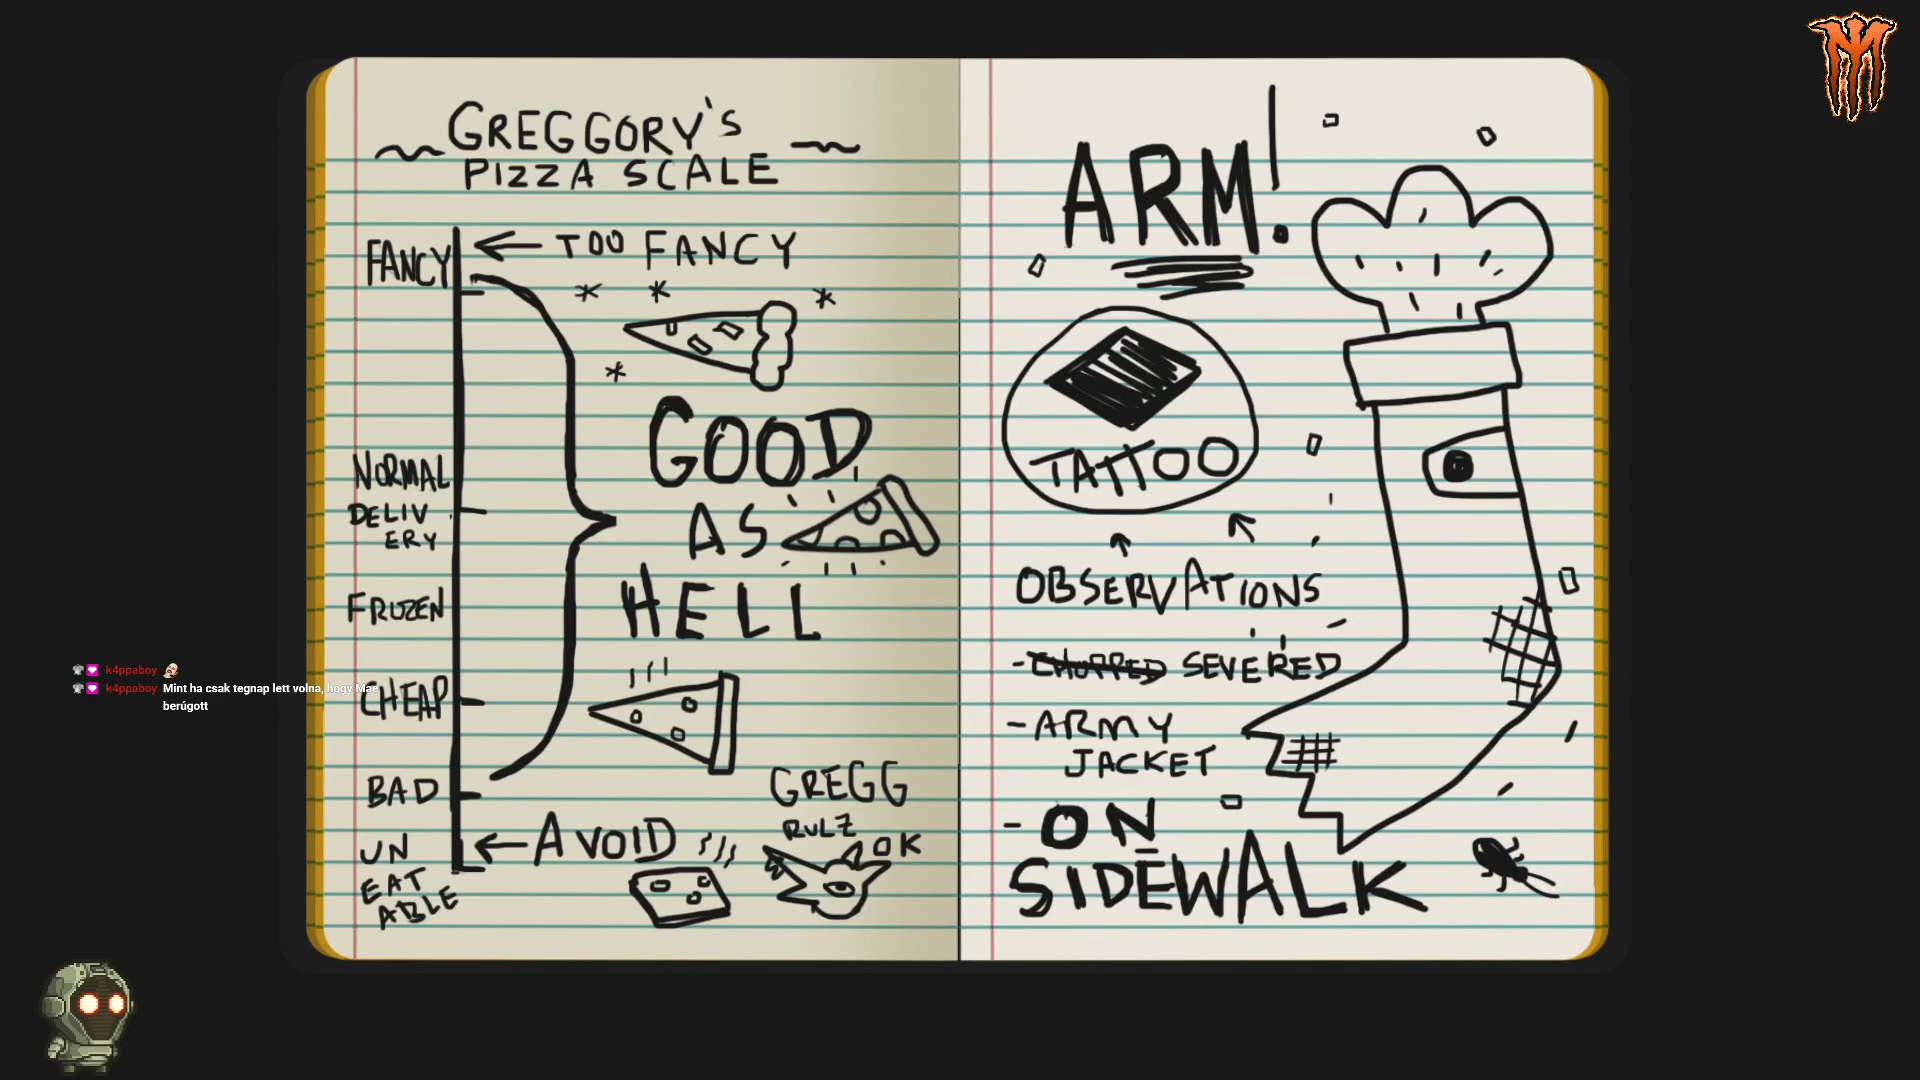 GREGGORY'S
PIZZA SCALE
FANCY
← TOO FANCY
GOOD
AS
HELL
NORMAL
DELIV
ERY
FROZEN
CHEAP
BAD
UN
EAT
ABLE
← AVOID
GREGG
RULZ
OK
ARM!
TATTOO
OBSERVATIONS
- CHOPPED SEVERED
- ARMY
JACKET
- ON
SIDEWALK
k4ppaboy
k4ppaboy Mint ha csak tegnap lett volna, hogy Mae
berúgott